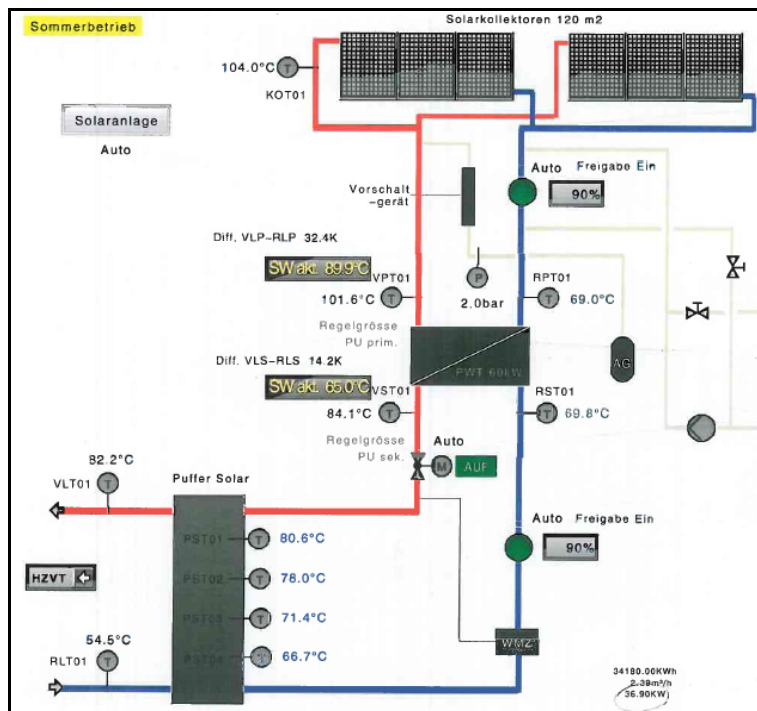 Sommerbetrieb
Solarkollektoren 120 m2
104.0°C
T
KOT01
Solaranlage
Auto
Auto Freigabe Ein
90%
Vorschalt
-gerät
Diff. VLP-RLP 32.4K
SW akt. 89.9°C
VPT01
101.6°C
T
P
2.0bar
RPT01
T
69.0°C
Regelgrösse
PU prim.
PWT 60kW
AG
Diff. VLS-RLS 14.2K
SW akt. 65.0°C
VST01
84.1°C
T
RST01
T
69.8°C
Regelgrösse
PU sek.
Auto
M
AUF
82.2°C
VLT01
T
Puffer Solar
PST01
T
80.6°C
Auto Freigabe Ein
90%
PST02
T
78.0°C
HZVT
PST03
T
71.4°C
54.5°C
RLT01
T
PST04
T
66.7°C
WMZ
34180.00KWh
2.39m³/h
36.90KW